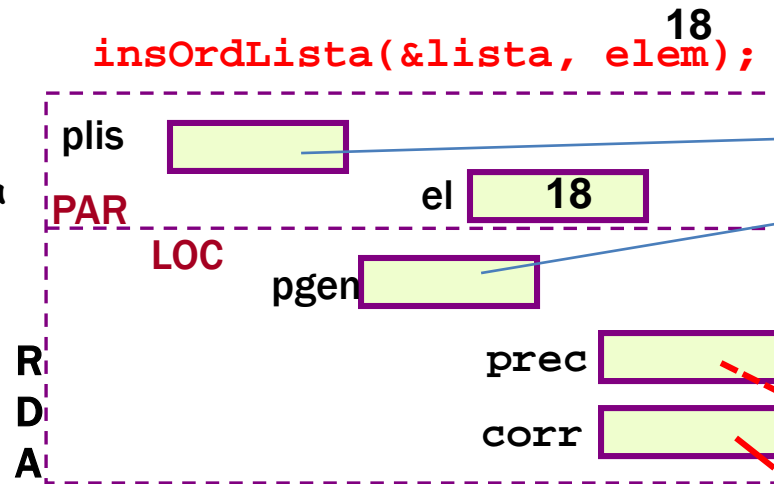 18
insOrdLista(&lista, elem);
plis
el 18
PAR
LOC
pgen
R
prec
D
corr
A